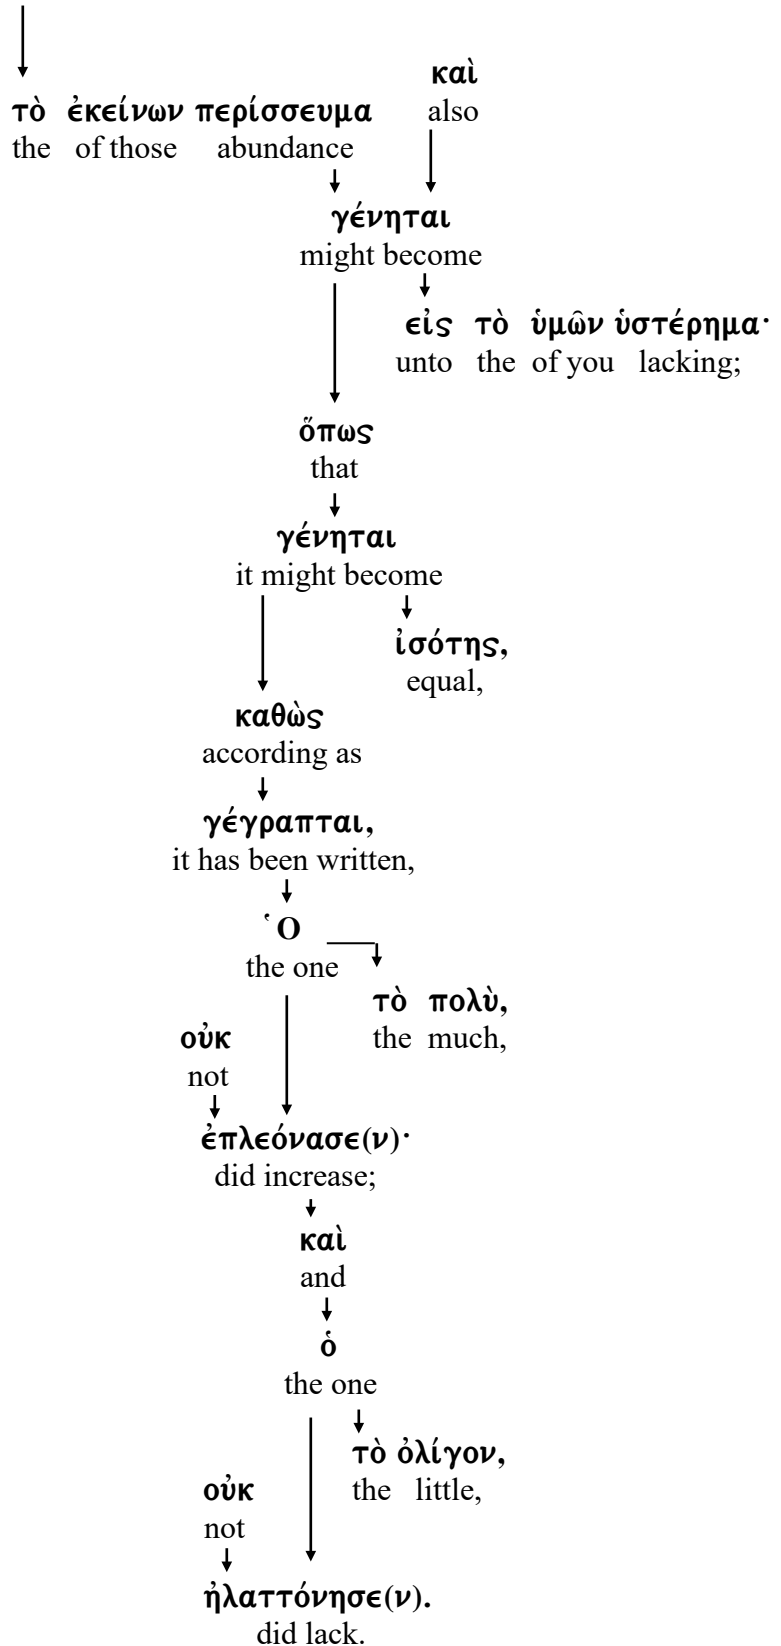 καὶ
τὸ ἐκείνων περίσσευμα
also
the of those abundance
γένηται
might become
εἰς τὸ ὑμῶν ὑστέρημα·
unto the of you lacking;
ὅπως
that
γένηται
it might become
ἰσότης,
equal,
καθὼς
according as
γέγραπται,
it has been written,
Ὁ
the one
τὸ πολὺ,
the much,
οὐκ
not
ἐπλεόνασε(ν)·
did increase;
καὶ
and
ὁ
the one
τὸ ὀλίγον,
the little,
οὐκ
not
ἠλαττόνησε(ν).
did lack.